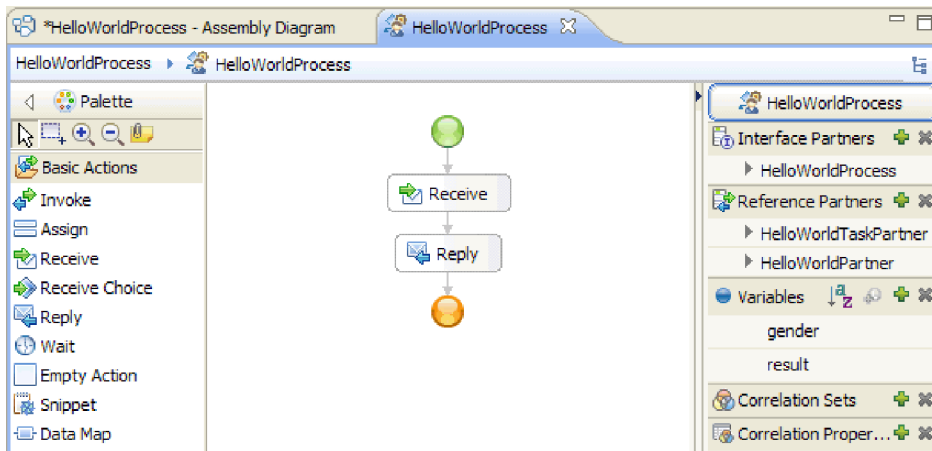 *HelloWorldProcess - Assembly Diagram
HelloWorldProcess
HelloWorldProcess
HelloWorldProcess
Palette
Basic Actions
Invoke
Assign
Receive
Receive Choice
Reply
Wait
Empty Action
Snippet
Data Map
Receive
Reply
HelloWorldProcess
Interface Partners
HelloWorldProcess
Reference Partners
HelloWorldTaskPartner
HelloWorldPartner
Variables
gender
result
Correlation Sets
Correlation Proper...